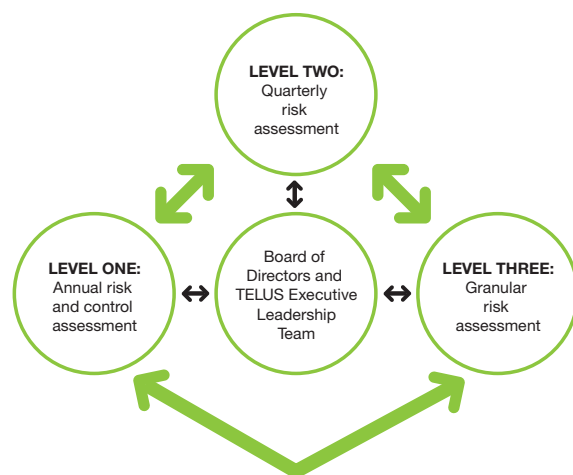 LEVEL TWO:
Quarterly
risk
assessment
LEVEL ONE:
Annual risk
and control
assessment
Board of
Directors and
TELUS Executive
Leadership
Team
LEVEL THREE:
Granular
risk
assessment